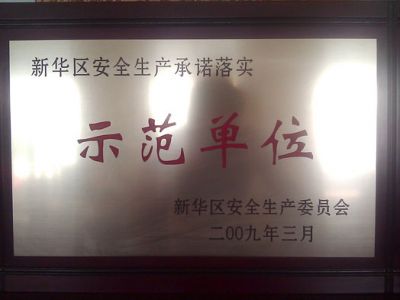 新华区安全生产承诺落实
示范单位
新华区安全生产委员会
二00九年三月